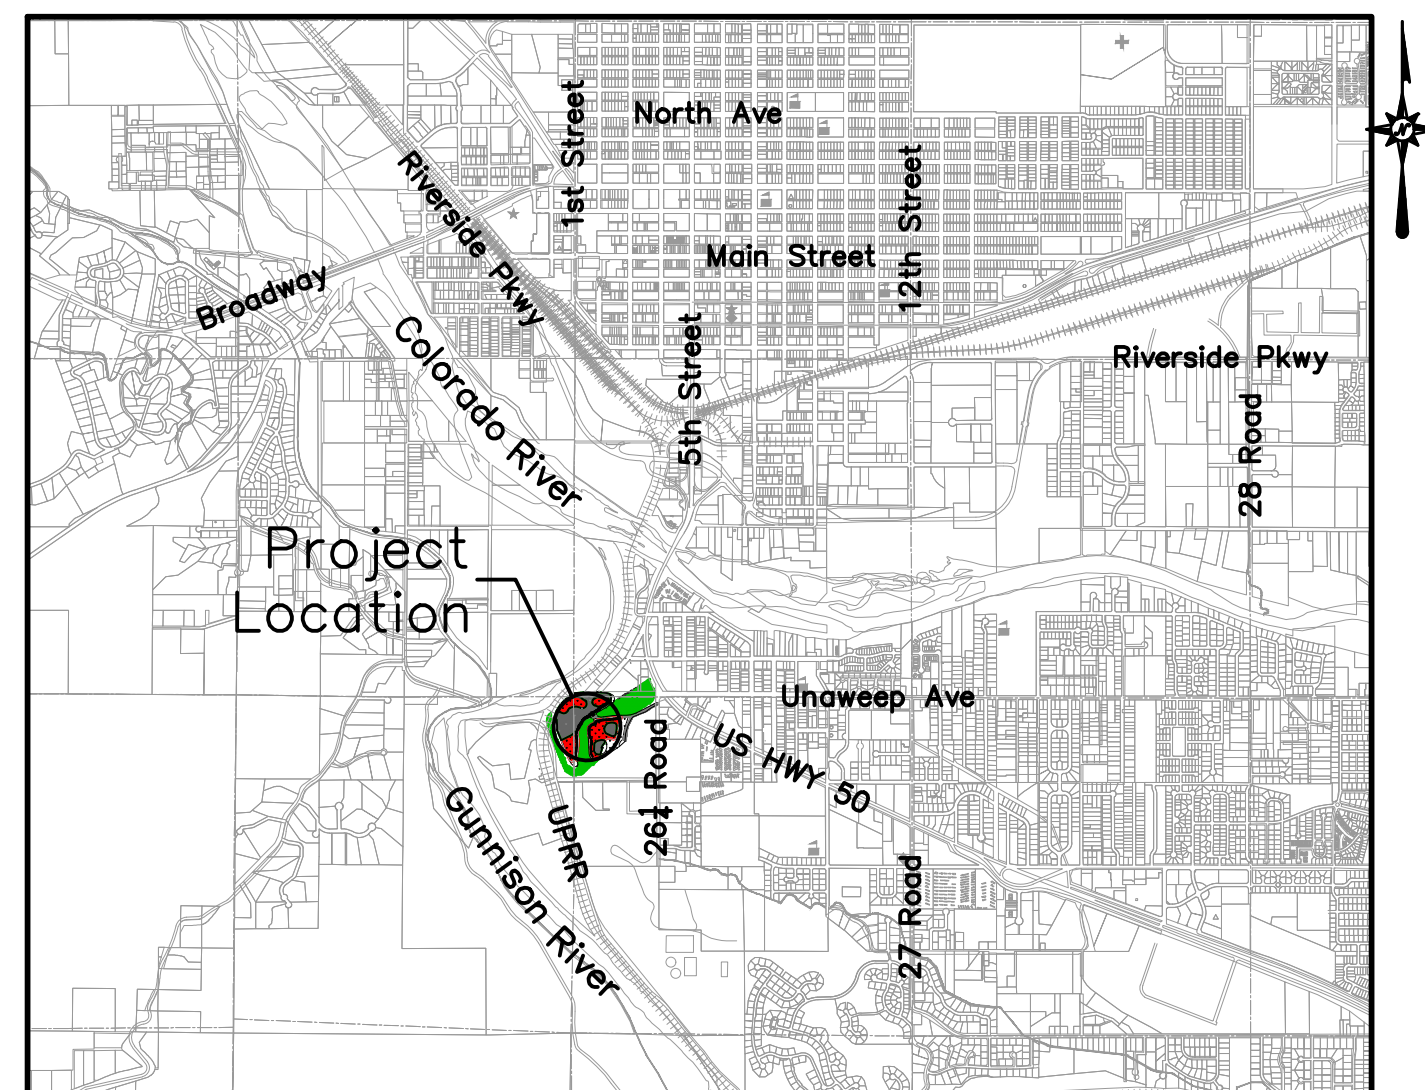 North Ave
1st Street
Riverside Pkwy
12th Street
Main Street
Broadway
Colorado River
5th Street
Riverside Pkwy
28 Road
Project
Location
Unaweep Ave
US HWY 50
26¼ Road
Gunnison River
UPRR
27 Road
N